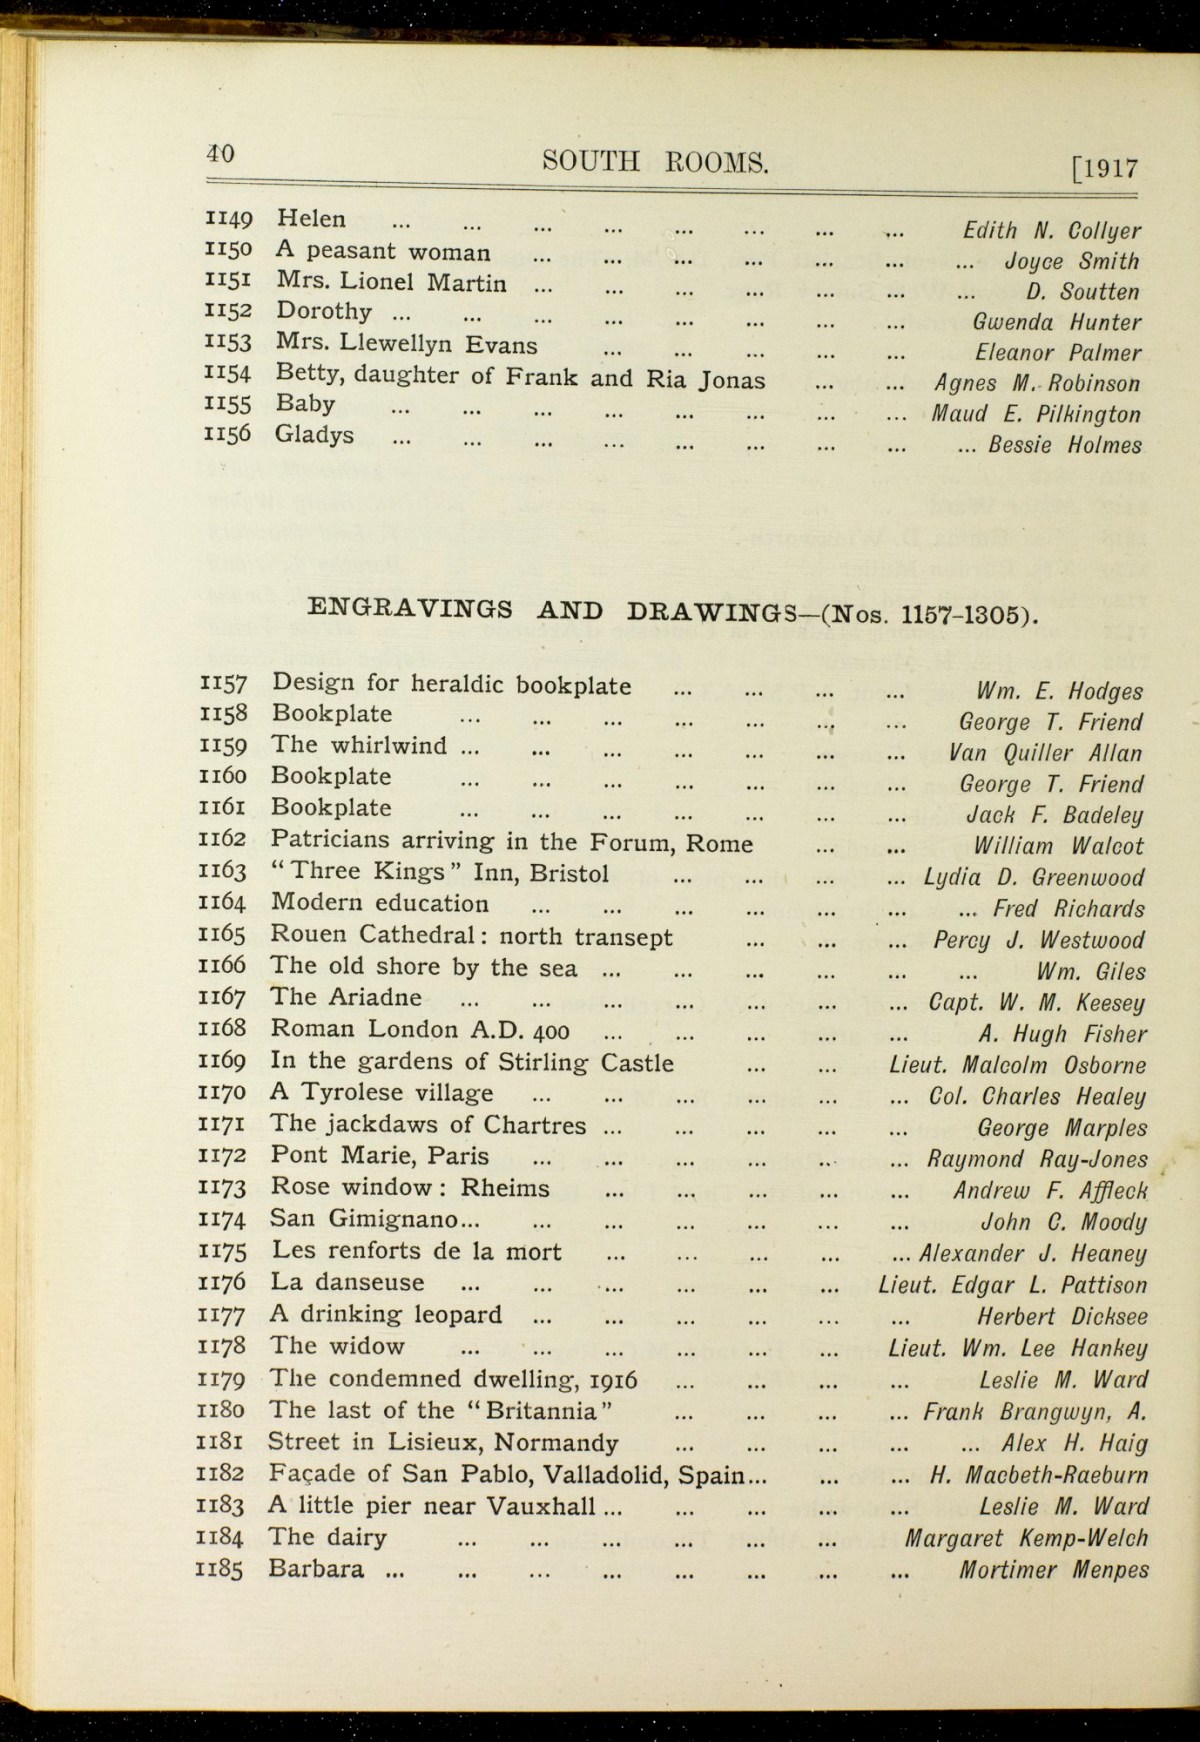 40 SOUTH ROOMS. [1917
1149 Helen ... ... ... ... ... ... ... ... Edith N. Collyer
1150 A peasant woman ... ... ... ... ... ... ... Joyce Smith
1151 Mrs. Lionel Martin ... ... ... ... ... ... ... D. Soutten
1152 Dorothy ... ... ... ... ... ... ... ... Gwenda Hunter
1153 Mrs. Llewellyn Evans ... ... ... ... ... Eleanor Palmer
1154 Betty, daughter of Frank and Ria Jonas ... ... Agnes M. Robinson
1155 Baby ... ... ... ... ... ... ... ... Maud E. Pilkington
1156 Gladys ... ... ... ... ... ... ... ... ... Bessie Holmes
ENGRAVINGS AND DRAWINGS—(Nos. 1157-1305).
1157 Design for heraldic bookplate ... ... ... ... Wm. E. Hodges
1158 Bookplate ... ... ... ... ... ... ... George T. Friend
1159 The whirlwind ... ... ... ... ... ... ... Van Quiller Allan
1160 Bookplate ... ... ... ... ... ... ... George T. Friend
1161 Bookplate ... ... ... ... ... ... ... Jack F. Badeley
1162 Patricians arriving in the Forum, Rome ... ... William Walcot
1163 "Three Kings" Inn, Bristol ... ... ... ... Lydia D. Greenwood
1164 Modern education ... ... ... ... ... ... ... Fred Richards
1165 Rouen Cathedral: north transept ... ... ... Percy J. Westwood
1166 The old shore by the sea ... ... ... ... ... ... Wm. Giles
1167 The Ariadne ... ... ... ... ... ... ... Capt. W. M. Keesey
1168 Roman London A.D. 400 ... ... ... ... ... A. Hugh Fisher
1169 In the gardens of Stirling Castle ... ... Lieut. Malcolm Osborne
1170 A Tyrolese village ... ... ... ... ... ... Col. Charles Healey
1171 The jackdaws of Chartres ... ... ... ... ... George Marples
1172 Pont Marie, Paris ... ... ... ... ... ... Raymond Ray-Jones
1173 Rose window: Rheims ... ... ... ... ... Andrew F. Affleck
1174 San Gimignano... ... ... ... ... ... ... John C. Moody
1175 Les renforts de la mort ... ... ... ... ... Alexander J. Heaney
1176 La danseuse ... ... ... ... ... ... Lieut. Edgar L. Pattison
1177 A drinking leopard ... ... ... ... ... ... Herbert Dicksee
1178 The widow ... ... ... ... ... ... Lieut. Wm. Lee Hankey
1179 The condemned dwelling, 1916 ... ... ... ... Leslie M. Ward
1180 The last of the "Britannia" ... ... ... ... Frank Brangwyn, A.
1181 Street in Lisieux, Normandy ... ... ... ... ... Alex H. Haig
1182 Façade of San Pablo, Valladolid, Spain... ... ... H. Macbeth-Raeburn
1183 A little pier near Vauxhall ... ... ... ... ... Leslie M. Ward
1184 The dairy ... ... ... ... ... ... Margaret Kemp-Welch
1185 Barbara ... ... ... ... ... ... ... ... Mortimer Menpes